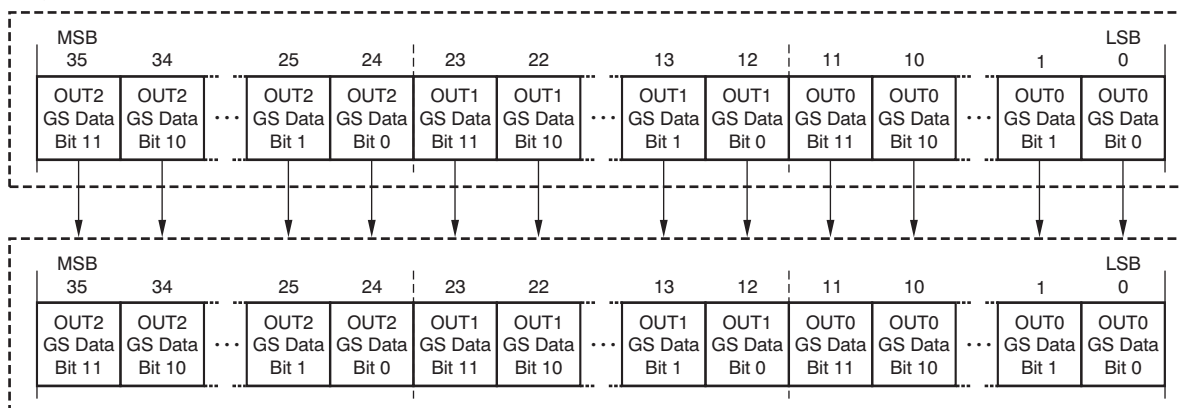 MSB LSB
35 34 25 24 23 22 13 12 11 10 1 0
OUT2 OUT2 OUT2 OUT2 OUT1 OUT1 OUT1 OUT1 OUT0 OUT0 OUT0 OUT0
GS Data GS Data ... GS Data GS Data GS Data GS Data ... GS Data GS Data GS Data GS Data ... GS Data GS Data
Bit 11 Bit 10 Bit 1 Bit 0 Bit 11 Bit 10 Bit 1 Bit 0 Bit 11 Bit 10 Bit 1 Bit 0
MSB LSB
35 34 25 24 23 22 13 12 11 10 1 0
OUT2 OUT2 OUT2 OUT2 OUT1 OUT1 OUT1 OUT1 OUT0 OUT0 OUT0 OUT0
GS Data GS Data ... GS Data GS Data GS Data GS Data ... GS Data GS Data GS Data GS Data ... GS Data GS Data
Bit 11 Bit 10 Bit 1 Bit 0 Bit 11 Bit 10 Bit 1 Bit 0 Bit 11 Bit 10 Bit 1 Bit 0